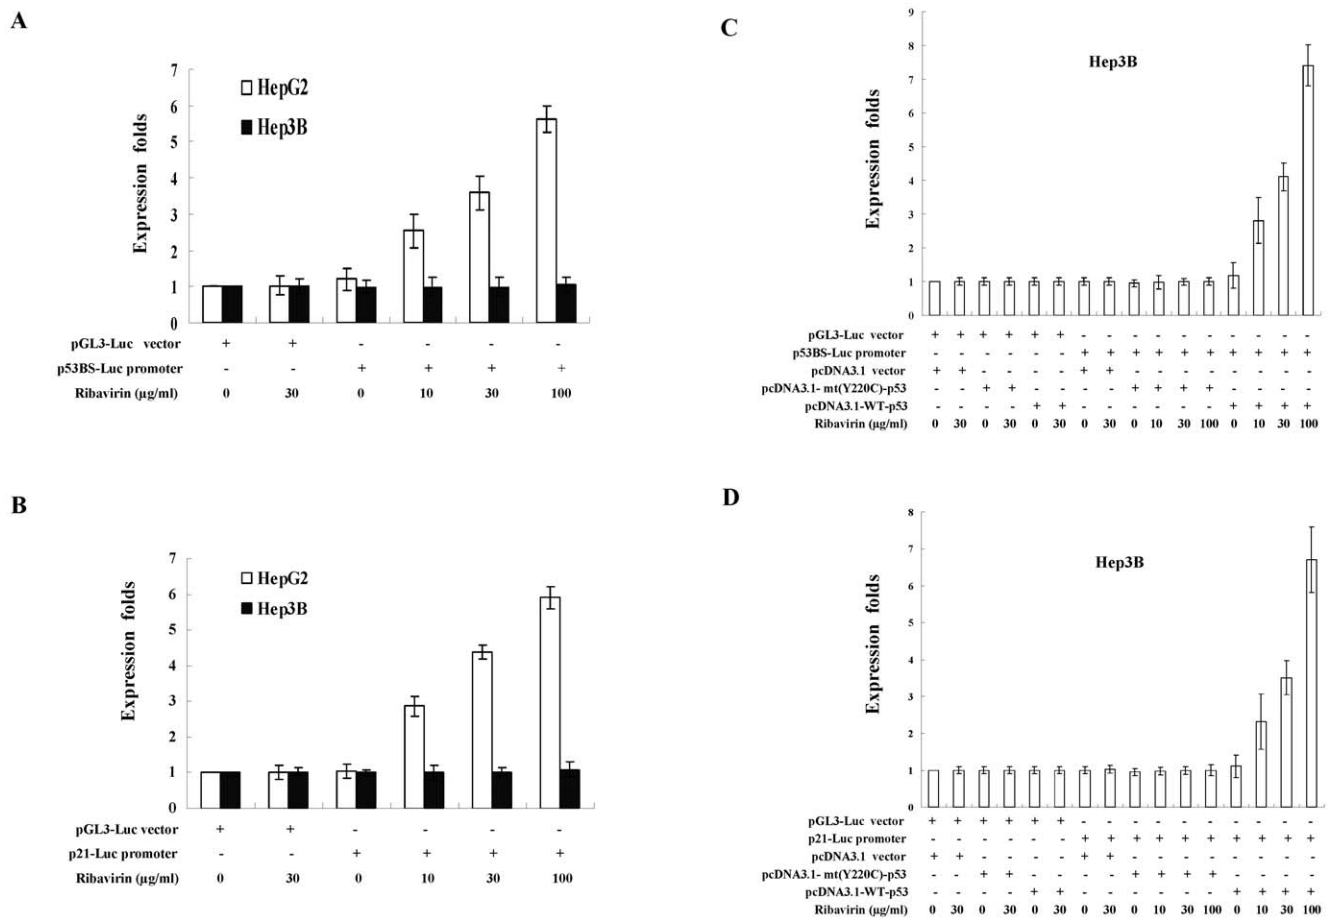 A
7
6
5
4
3
2
1
0
Expression folds
HepG2
Hep3B
pGL3-Luc vector + + - - - -
p53BS-Luc promoter - - + + + +
Ribavirin (μg/ml) 0 30 0 10 30 100
B
7
6
5
4
3
2
1
0
Expression folds
HepG2
Hep3B
pGL3-Luc vector + + - - - -
p21-Luc promoter - - + + + +
Ribavirin (μg/ml) 0 30 0 10 30 100
C
9
8
7
6
5
4
3
2
1
0
Expression folds
Hep3B
pGL3-Luc vector + + + + + + - - - - - - - - - -
p53BS-Luc promoter - - - - - - + + + + + + + + + +
pcDNA3.1 vector + + - - - - + + - - - - - - - -
pcDNA3.1- mt(Y220C)-p53 - - + + - - - - + + + + - - - -
pcDNA3.1-WT-p53 - - - - + + - - - - - - + + + +
Ribavirin (μg/ml) 0 30 0 30 0 30 0 30 0 10 30 100 0 10 30 100
D
8
7
6
5
4
3
2
1
0
Expression folds
Hep3B
pGL3-Luc vector + + + + + + - - - - - - - - - -
p21-Luc promoter - - - - - - + + + + + + + + + +
pcDNA3.1 vector + + - - - - + + - - - - - - - -
pcDNA3.1- mt(Y220C)-p53 - - + + - - - - + + + + - - - -
pcDNA3.1-WT-p53 - - - - + + - - - - - - + + + +
Ribavirin (μg/ml) 0 30 0 30 0 30 0 30 0 10 30 100 0 10 30 100